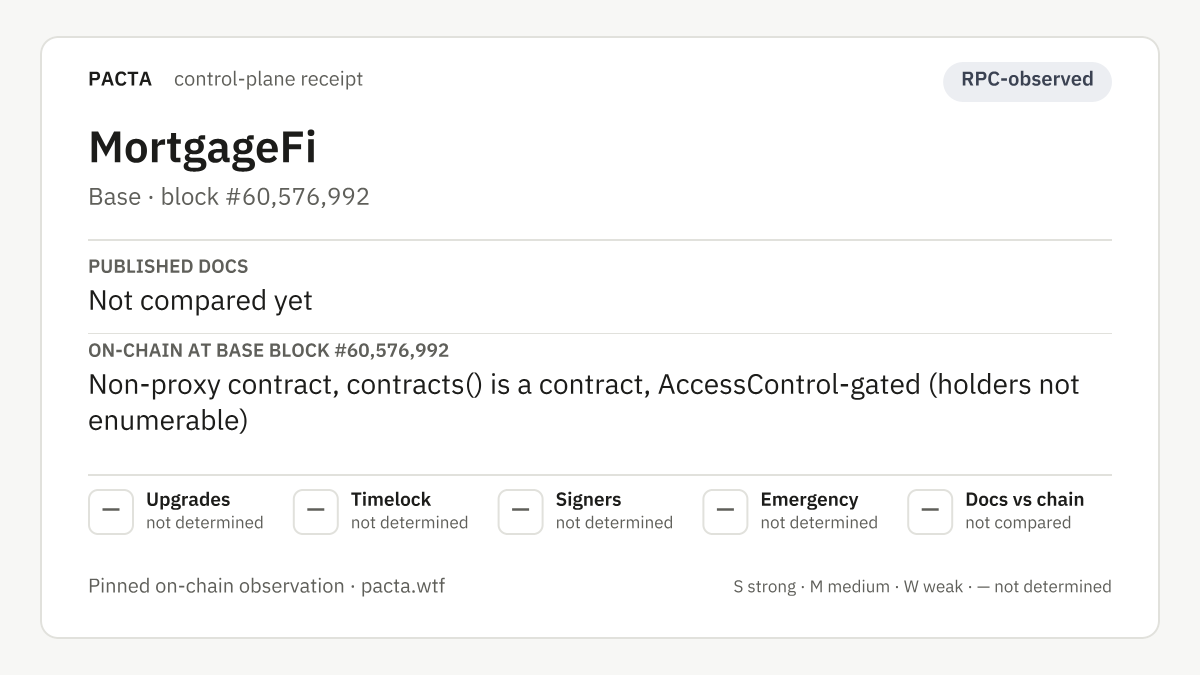 PACTA control-plane receipt
RPC-observed
MortgageFi
Base · block #60,576,992
PUBLISHED DOCS
Not compared yet
ON-CHAIN AT BASE BLOCK #60,576,992
Non-proxy contract, contracts() is a contract, AccessControl-gated (holders not
enumerable)
— Upgrades
not determined
— Timelock
not determined
— Signers
not determined
— Emergency
not determined
— Docs vs chain
not compared
Pinned on-chain observation · pacta.wtf
S strong · M medium · W weak · — not determined